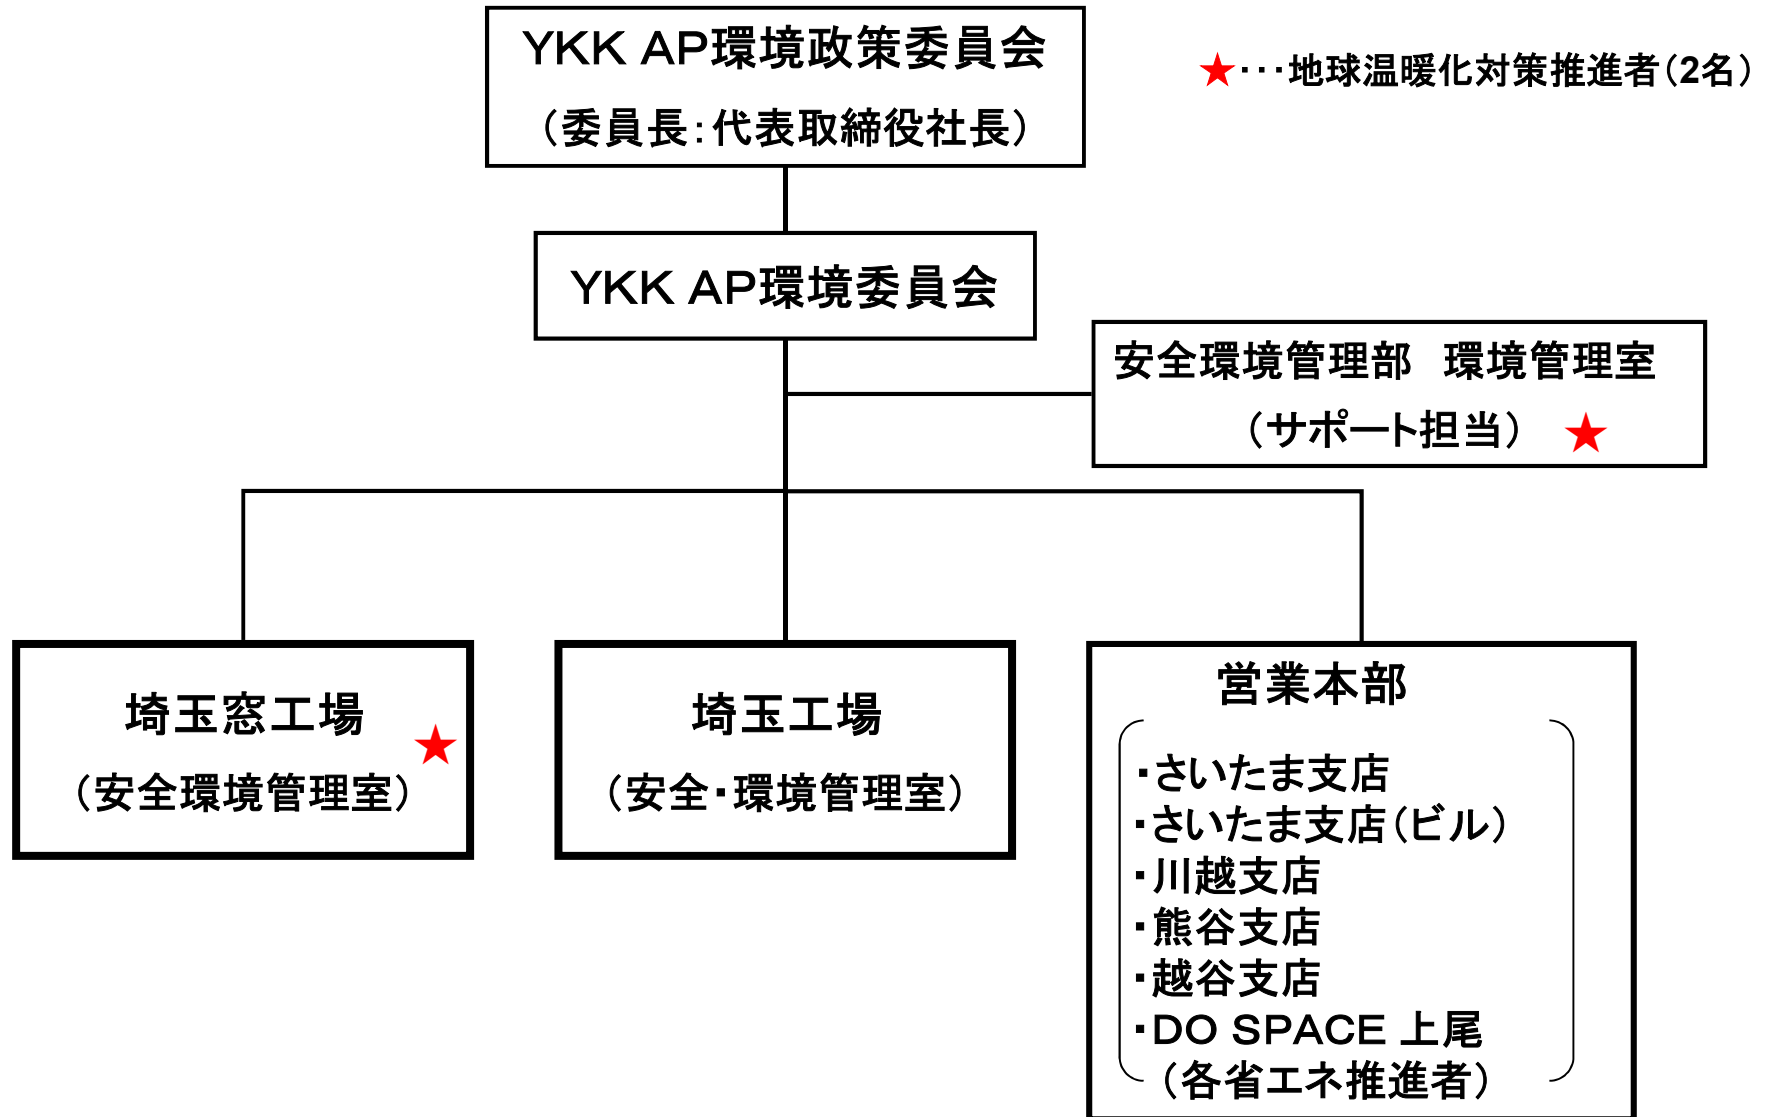 YKK AP環境政策委員会
（委員長：代表取締役社長）
★・・・地球温暖化対策推進者（2名）
YKK AP環境委員会
安全環境管理部　環境管理室
（サポート担当）　★
埼玉窓工場
★
（安全環境管理室）
埼玉工場
（安全・環境管理室）
営業本部
・さいたま支店
・さいたま支店（ビル）
・川越支店
・熊谷支店
・越谷支店
・DO SPACE 上尾
（各省エネ推進者）